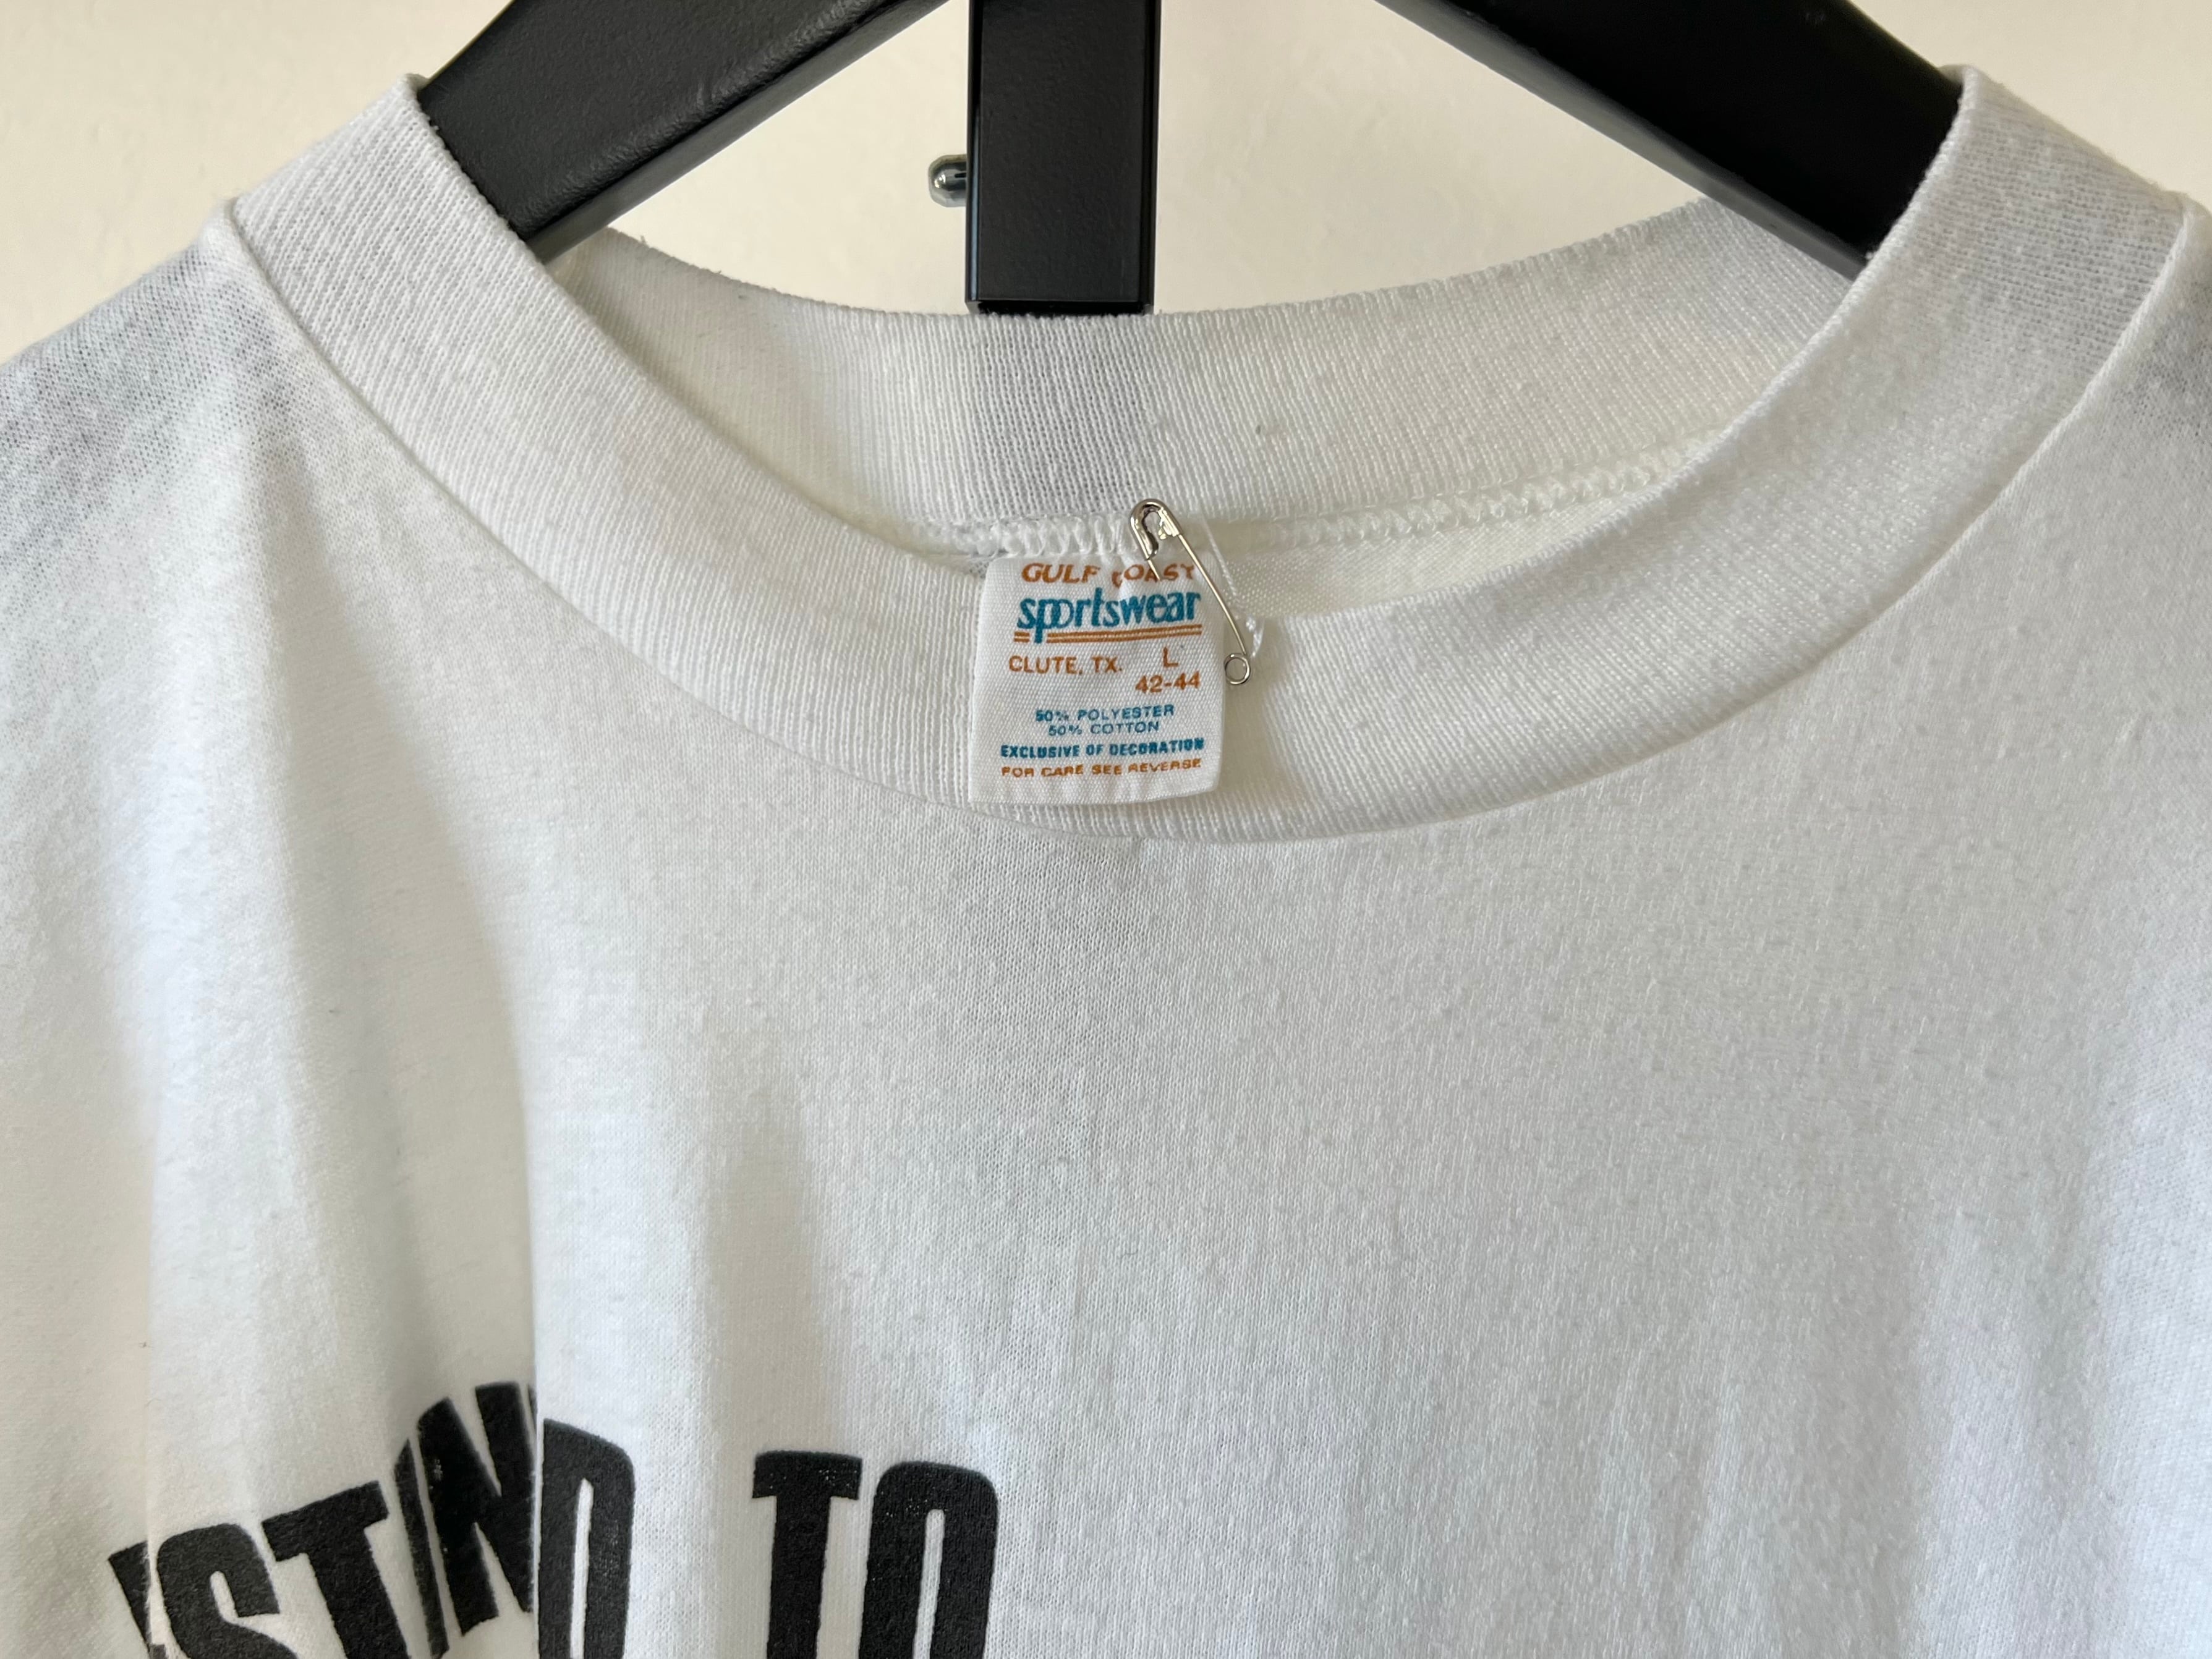 GULF COAST
sportswear
CLUTE, TX. L
42-44
50% POLYESTER
50% COTTON
EXCLUSIVE OF DECORATION
FOR CARE SEE REVERSE
TO